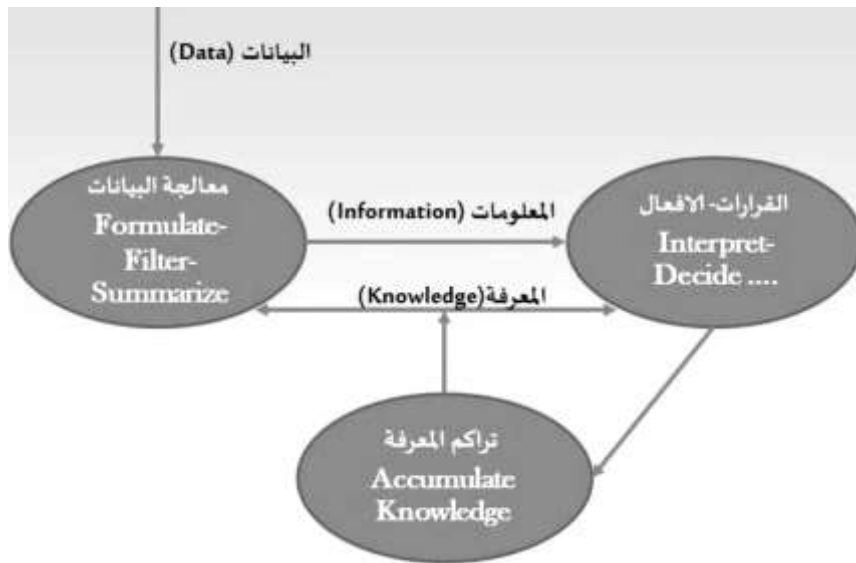 البيانات (Data)
معالجة البيانات
Formulate-
Filter-
Summarize
المعلومات (Information)
القرارات- الافعال
Interpret-
Decide ....
المعرفة(Knowledge)
تراكم المعرفة
Accumulate
Knowledge